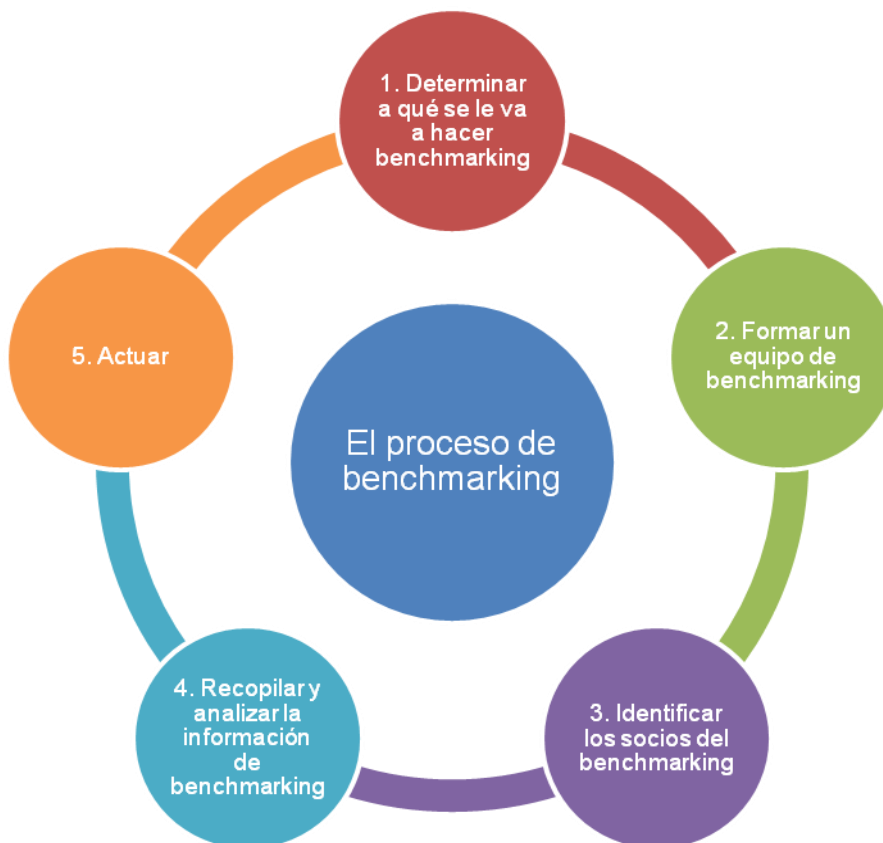 1. Determinar
a qué se le va
a hacer
benchmarking
2. Formar un
equipo de
benchmarking
3. Identificar
los socios del
benchmarking
4. Recopilar y
analizar la
información
de
benchmarking
5. Actuar
El proceso de
benchmarking